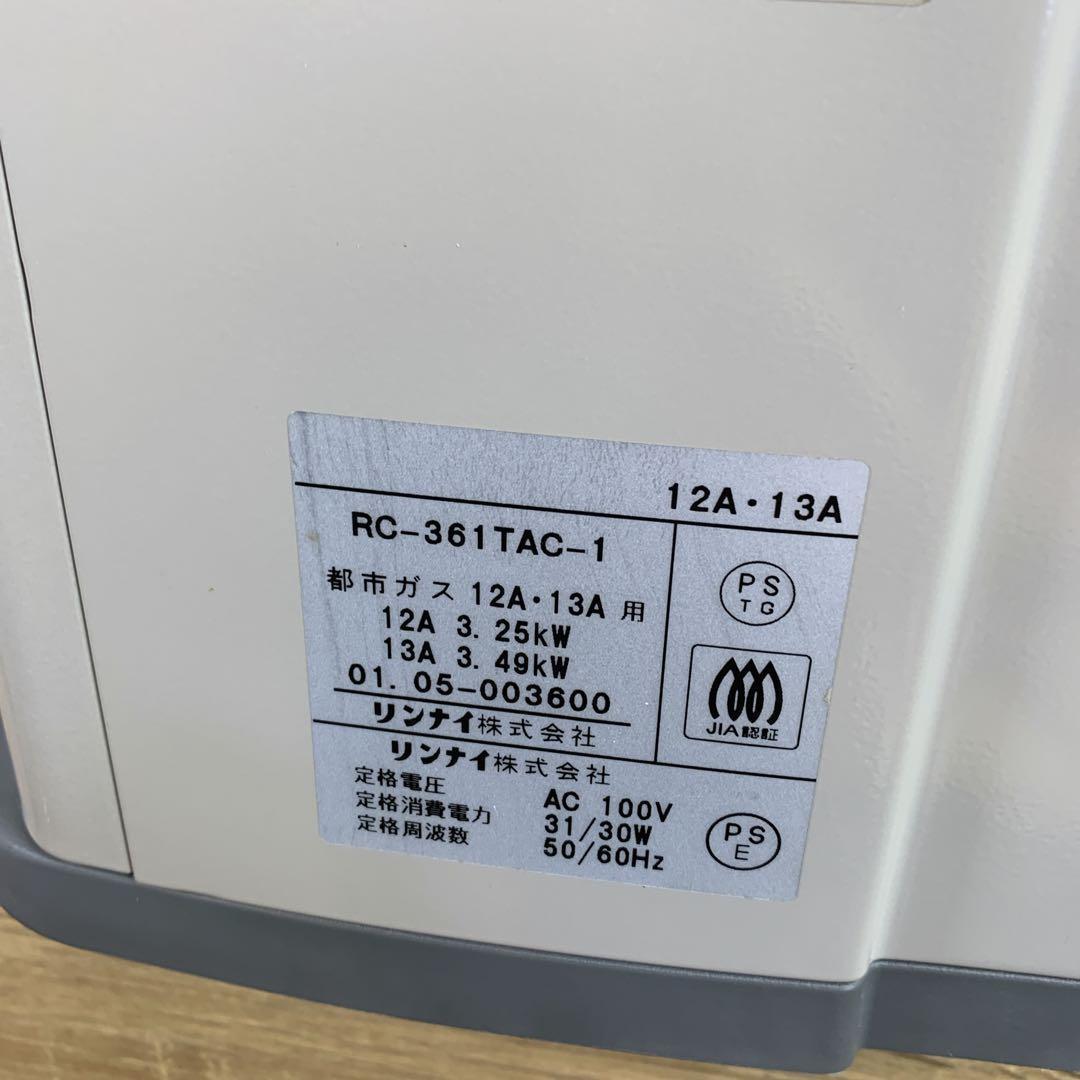 12A・13A
RC-361TAC-1
都市ガス 12A・13A 用
12A 3.25kW
13A 3.49kW
01.05-003600
リンナイ株式会社
PS
TG
JIA認証
リンナイ株式会社
定格電圧 AC 100V
定格消費電力 31/30W
定格周波数 50/60Hz
PS
E